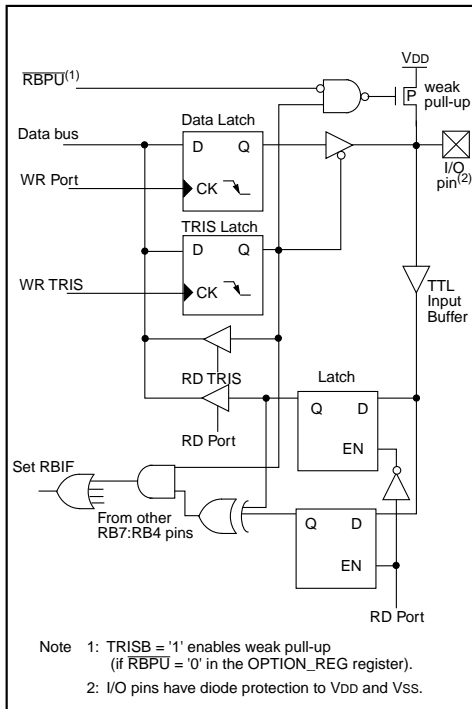 VDD
RBPU(1)
P
weak
pull-up
Data Latch
Data bus
D Q
WR Port
CK
I/O
pin(2)
TRIS Latch
D Q
WR TRIS
CK
TTL
Input
Buffer
RD TRIS
Latch
Q D
RD Port
EN
Set RBIF
From other
RB7:RB4 pins
Q D
EN
RD Port
Note 1: TRISB = '1' enables weak pull-up
(if RBPU = '0' in the OPTION_REG register).
2: I/O pins have diode protection to VDD and VSS.